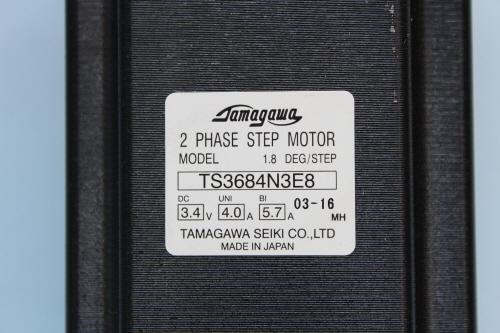 Tamagawa
2 PHASE STEP MOTOR
MODEL 1.8 DEG/STEP
TS3684N3E8
DC UNI BI
3.4 V 4.0 A 5.7 A 03-16 MH
TAMAGAWA SEIKI CO.,LTD
MADE IN JAPAN